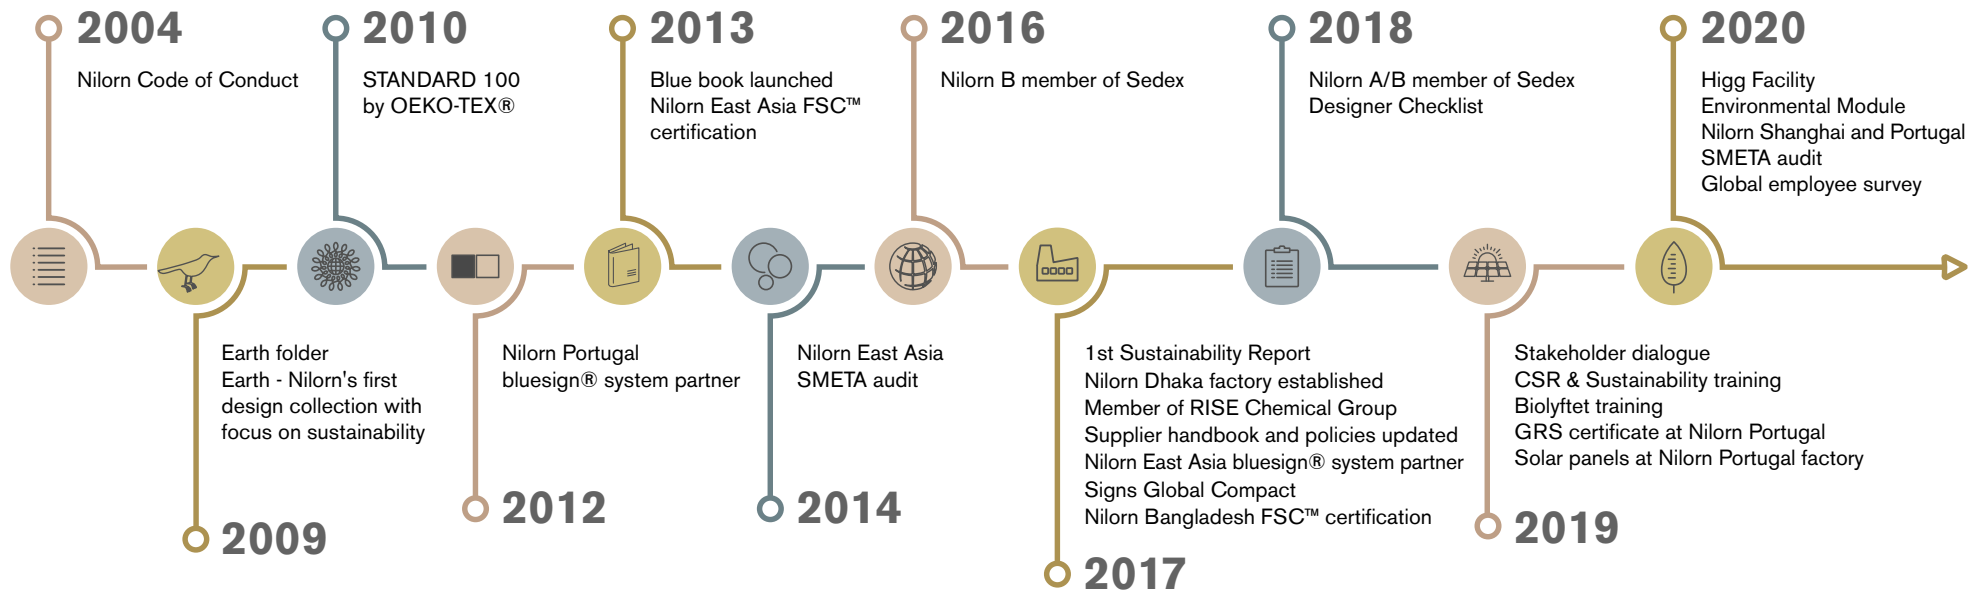 2004
Nilorn Code of Conduct
2009
Earth folder
Earth - Nilorn's first
design collection with
focus on sustainability
2010
STANDARD 100
by OEKO-TEX®
2012
Nilorn Portugal
bluesign® system partner
2013
Blue book launched
Nilorn East Asia FSC™
certification
2014
Nilorn East Asia
SMETA audit
2016
Nilorn B member of Sedex
2017
1st Sustainability Report
Nilorn Dhaka factory established
Member of RISE Chemical Group
Supplier handbook and policies updated
Nilorn East Asia bluesign® system partner
Signs Global Compact
Nilorn Bangladesh FSC™ certification
2018
Nilorn A/B member of Sedex
Designer Checklist
2019
Stakeholder dialogue
CSR & Sustainability training
Biolyftet training
GRS certificate at Nilorn Portugal
Solar panels at Nilorn Portugal factory
2020
Higg Facility
Environmental Module
Nilorn Shanghai and Portugal
SMETA audit
Global employee survey